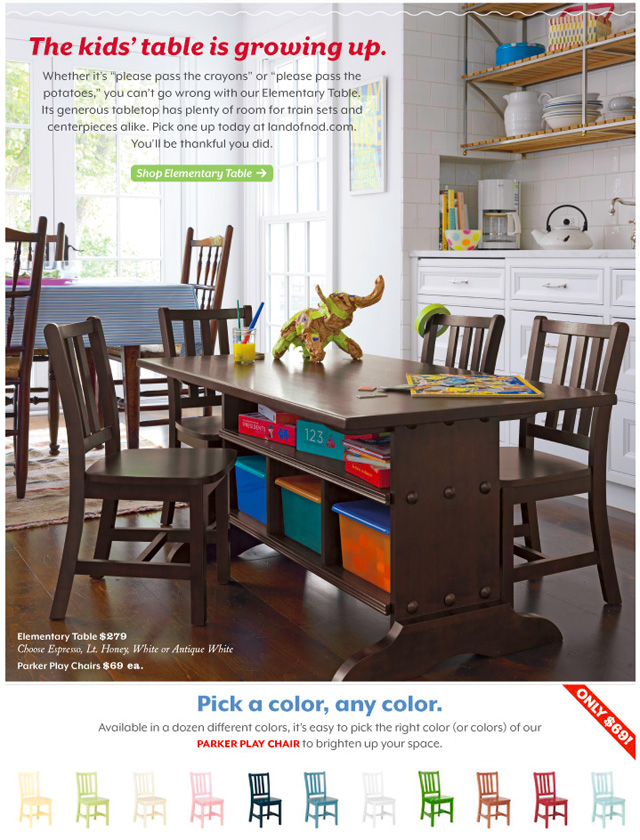 The kids' table is growing up.
Whether it's "please pass the crayons" or "please pass the
potatoes," you can't go wrong with our Elementary Table.
Its generous tabletop has plenty of room for train sets and
centerpieces alike. Pick one up today at landofnod.com.
You'll be thankful you did.
Shop Elementary Table →
PRESIDENTS
123
Elementary Table $279
Choose Espresso, Lt. Honey, White or Antique White
Parker Play Chairs $69 ea.
Pick a color, any color.
ONLY $69!
Available in a dozen different colors, it's easy to pick the right color (or colors) of our
PARKER PLAY CHAIR to brighten up your space.